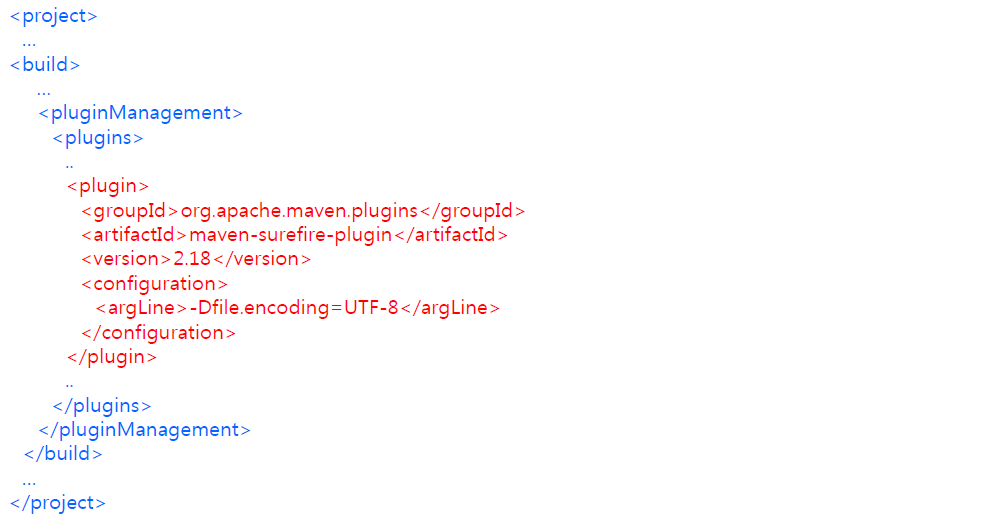 <project>
...
<build>
...
<pluginManagement>
<plugins>
..
<plugin>
<groupId>org.apache.maven.plugins</groupId>
<artifactId>maven-surefire-plugin</artifactId>
<version>2.18</version>
<configuration>
<argLine>-Dfile.encoding=UTF-8</argLine>
</configuration>
</plugin>
..
</plugins>
</pluginManagement>
</build>
...
</project>